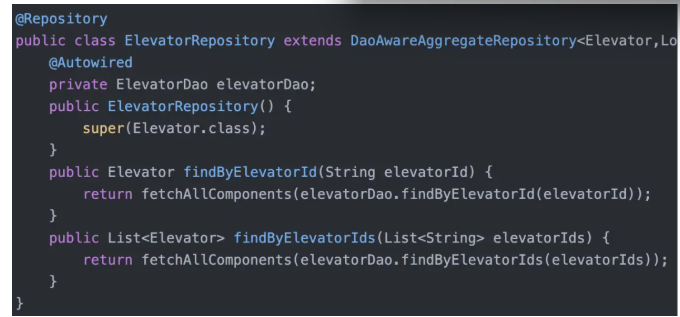 @Repository
public class ElevatorRepository extends DaoAwareAggregateRepository<Elevator,Lo
@Autowired
private ElevatorDao elevatorDao;
public ElevatorRepository() {
super(Elevator.class);
}
public Elevator findByElevatorId(String elevatorId) {
return fetchAllComponents(elevatorDao.findByElevatorId(elevatorId));
}
public List<Elevator> findByElevatorIds(List<String> elevatorIds) {
return fetchAllComponents(elevatorDao.findByElevatorIds(elevatorIds));
}
}